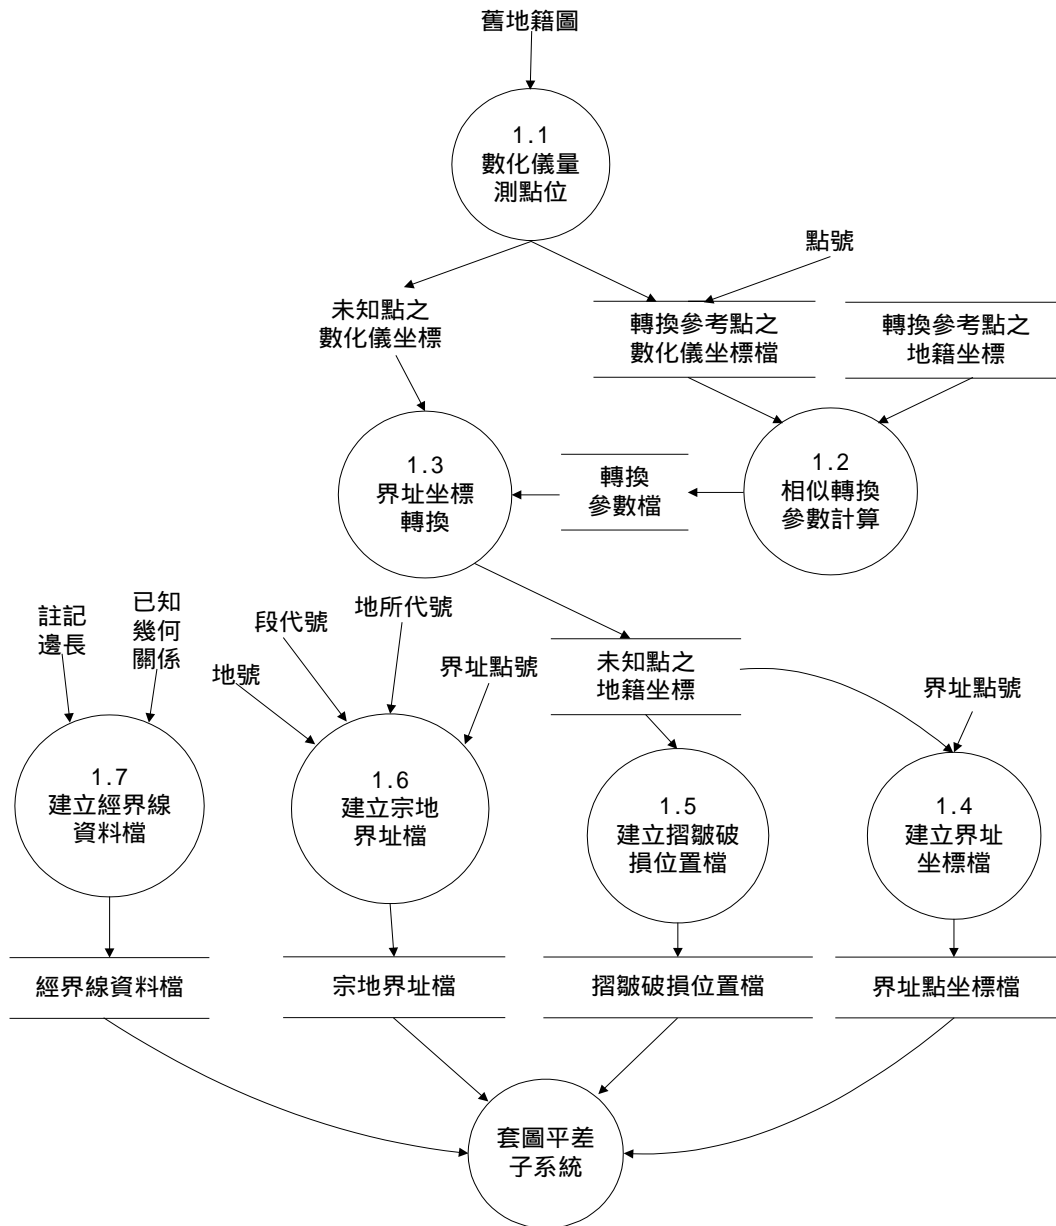 舊地籍圖
1.1
數化儀量
測點位
點號
未知點之
數化儀坐標
轉換參考點之
數化儀坐標檔
轉換參考點之
地籍坐標
1.3
界址坐標
轉換
轉換
參數檔
1.2
相似轉換
參數計算
註記
邊長
已知
幾何
關係
地號
段代號
地所代號
界址點號
未知點之
地籍坐標
界址點號
1.7
建立經界線
資料檔
1.6
建立宗地
界址檔
1.5
建立摺皺破
損位置檔
1.4
建立界址
坐標檔
經界線資料檔
宗地界址檔
摺皺破損位置檔
界址點坐標檔
套圖平差
子系統